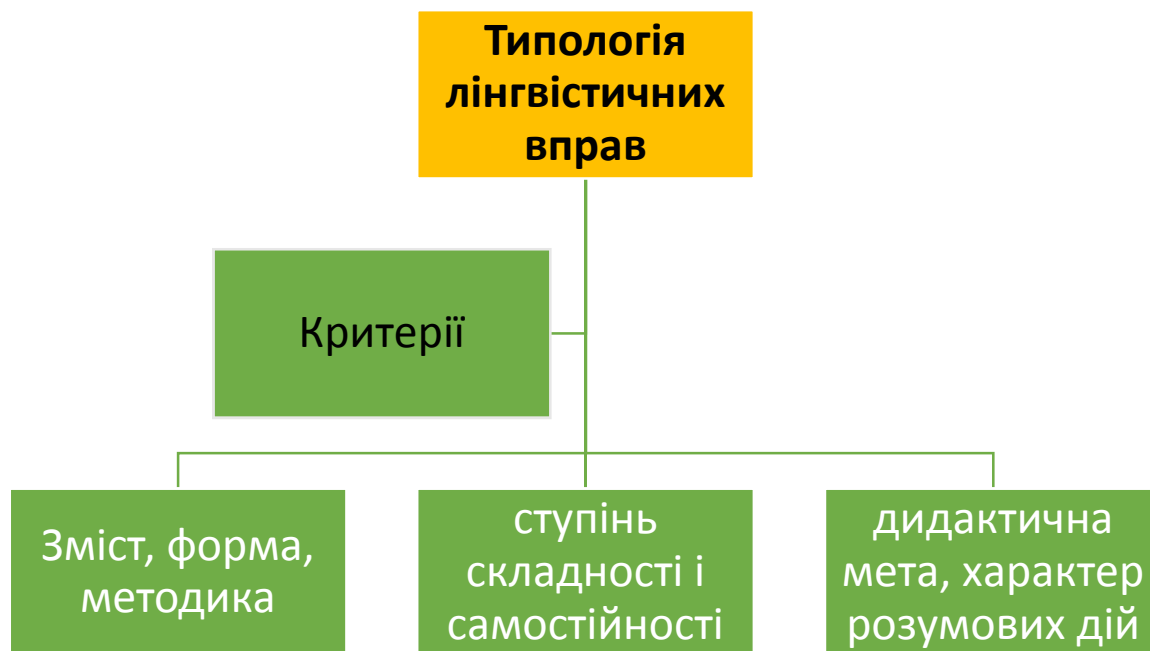 Типологія
лінгвістичних
вправ
Критерії
Зміст, форма,
методика
ступінь
складності і
самостійності
дидактична
мета, характер
розумових дій